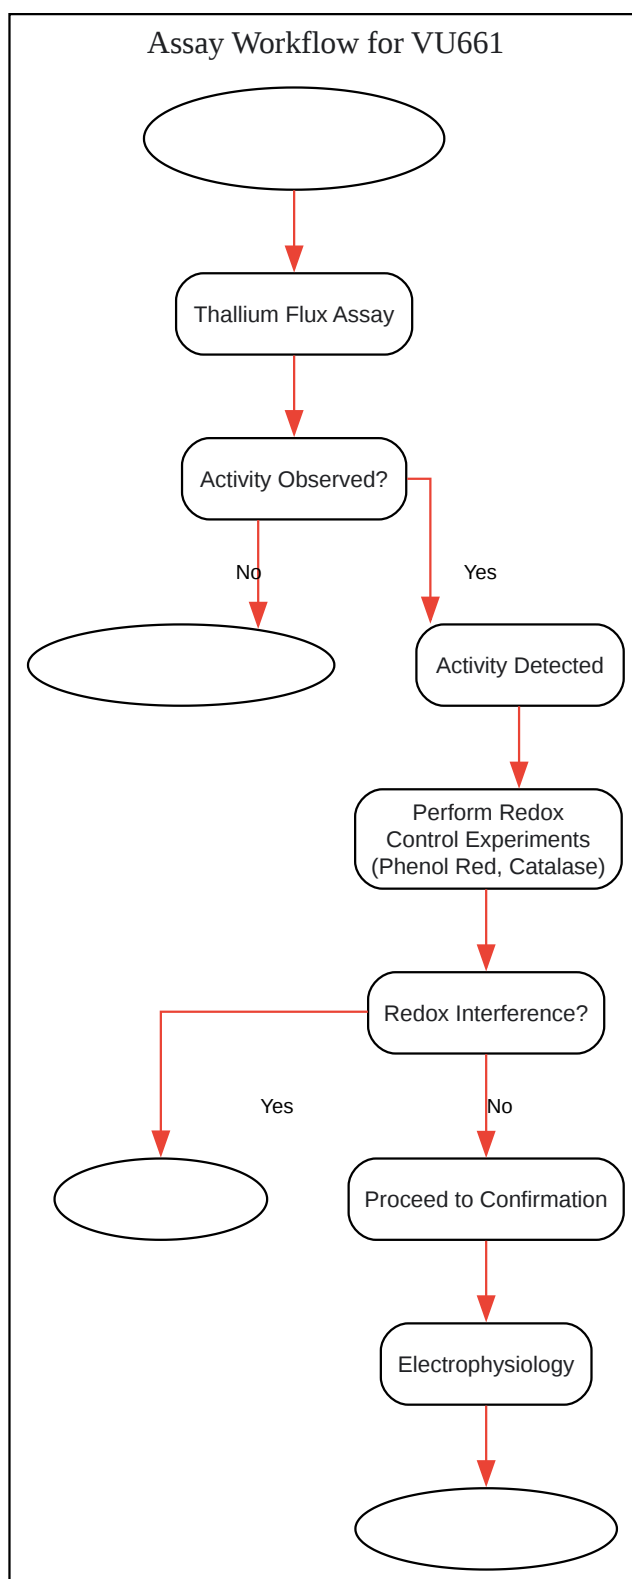 Assay Workflow for VU661
Thallium Flux Assay
Activity Observed?
No
Yes
Activity Detected
Perform Redox
Control Experiments
(Phenol Red, Catalase)
Redox Interference?
Yes
No
Proceed to Confirmation
Electrophysiology